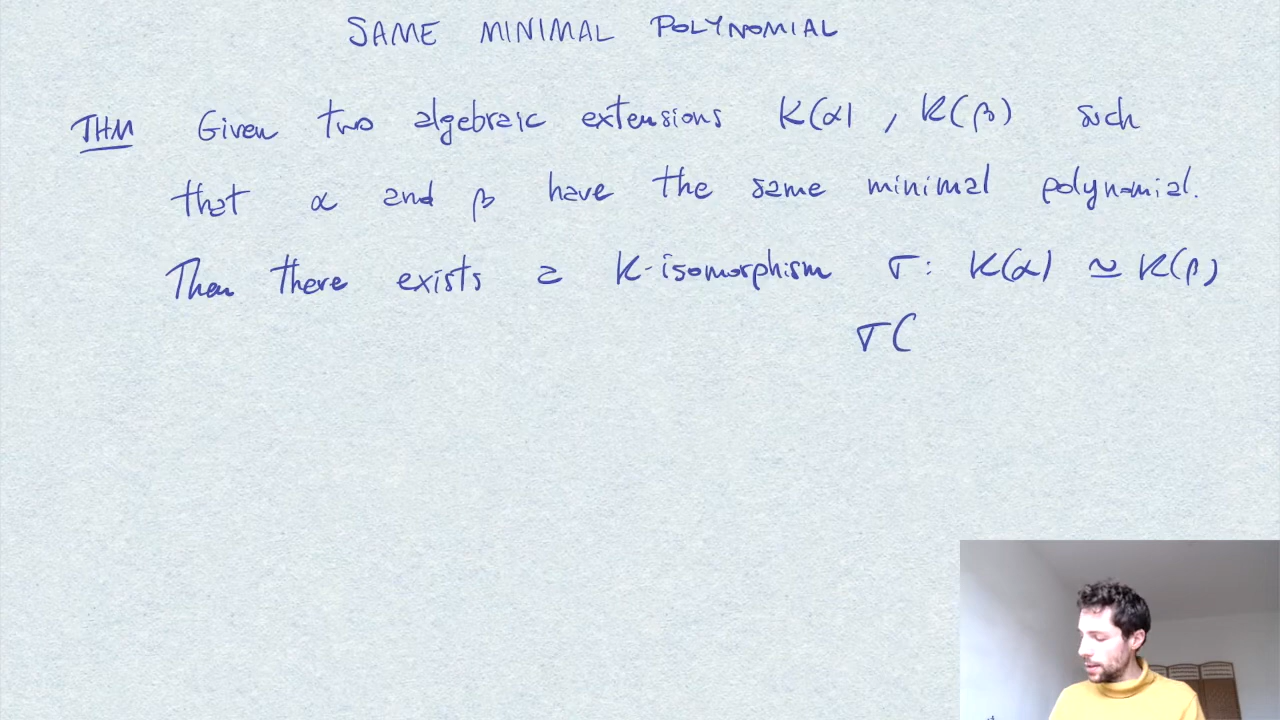 SAME MINIMAL POLYNOMIAL
THM Given two algebraic extensions K(α), K(β) such
that α and β have the same minimal polynomial.
Then there exists a K-isomorphism σ: K(α) ≃ K(β)
σ(